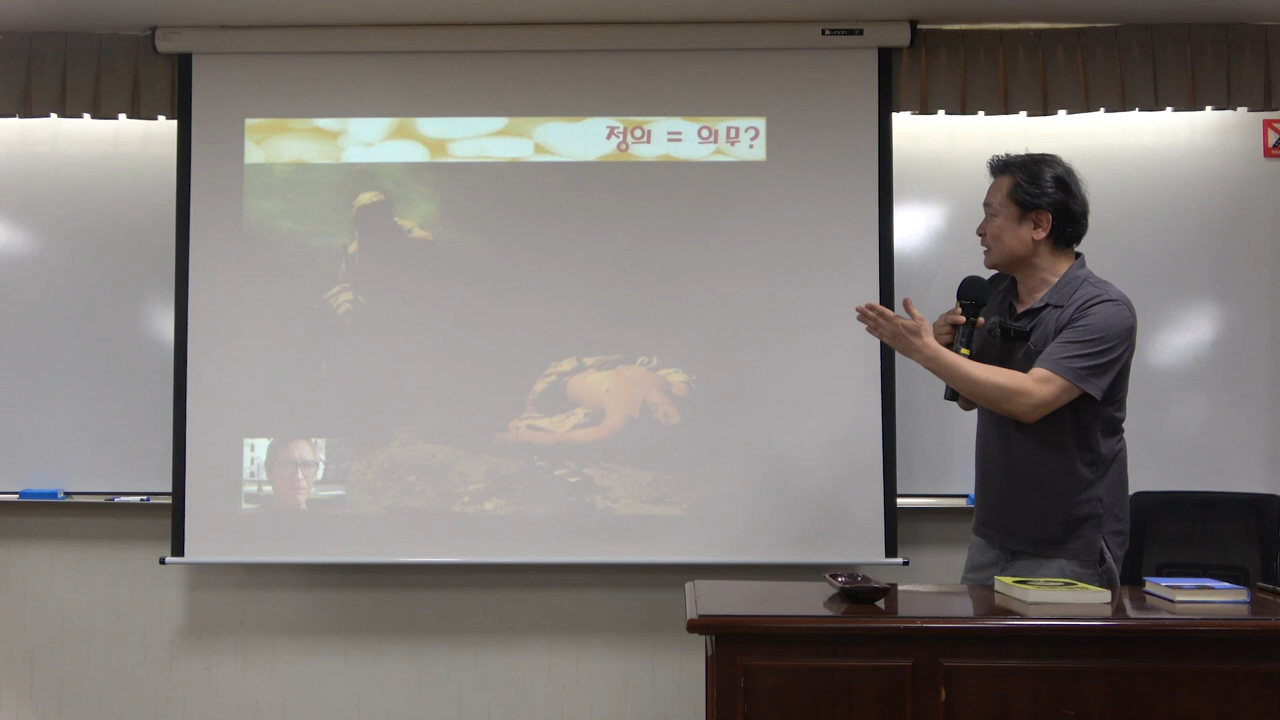 정의 = 의무?